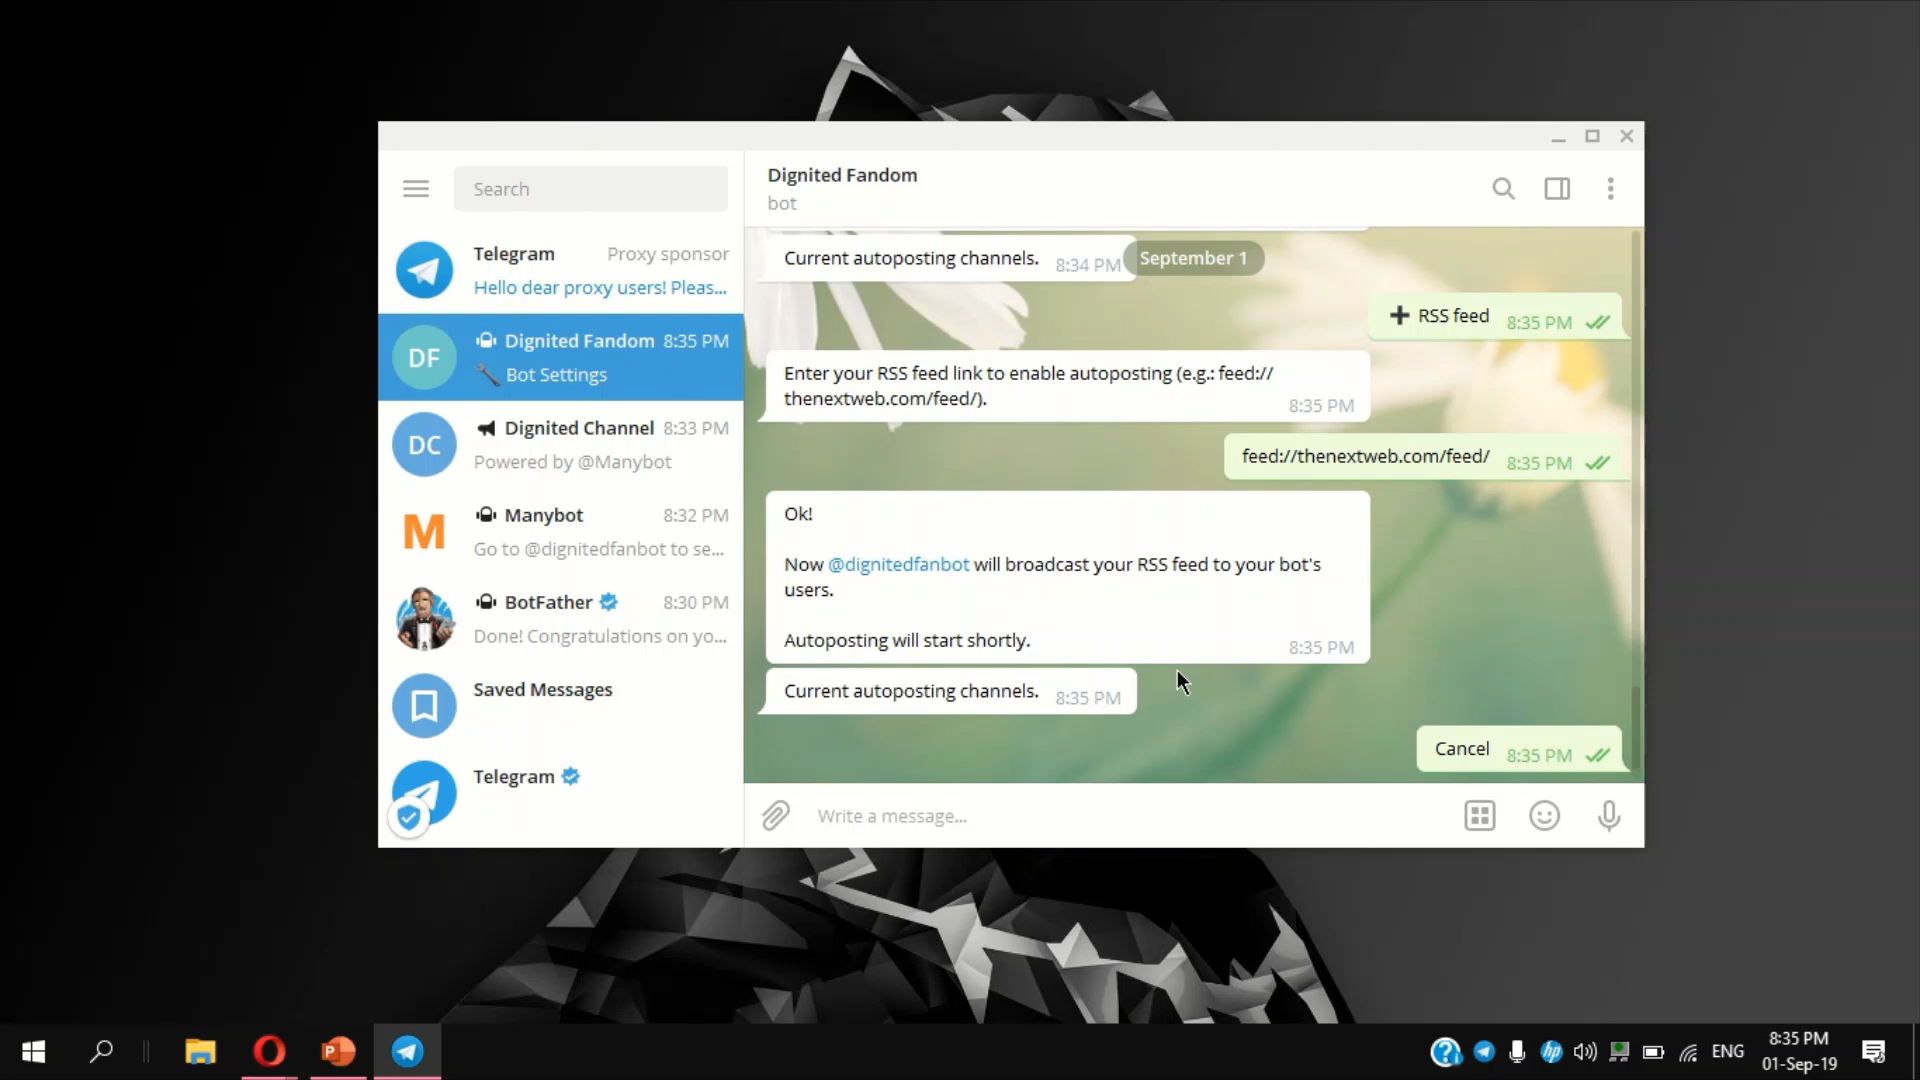 Search
Telegram
Proxy sponsor
Hello dear proxy users! Pleas...
DF
Dignited Fandom
8:35 PM
Bot Settings
DC
Dignited Channel
8:33 PM
Powered by @Manybot
M
Manybot
8:32 PM
Go to @dignitedfanbot to se...
BotFather
8:30 PM
Done! Congratulations on yo...
Saved Messages
Telegram
Dignited Fandom
bot
Current autoposting channels.
8:34 PM
September 1
RSS feed
8:35 PM
Enter your RSS feed link to enable autoposting (e.g.: feed://
thenextweb.com/feed/).
8:35 PM
feed://thenextweb.com/feed/
8:35 PM
Ok!
Now @dignitedfanbot will broadcast your RSS feed to your bot's
users.
Autoposting will start shortly.
8:35 PM
Current autoposting channels.
8:35 PM
Cancel
8:35 PM
Write a message...
P
hp
ENG
8:35 PM
01-Sep-19